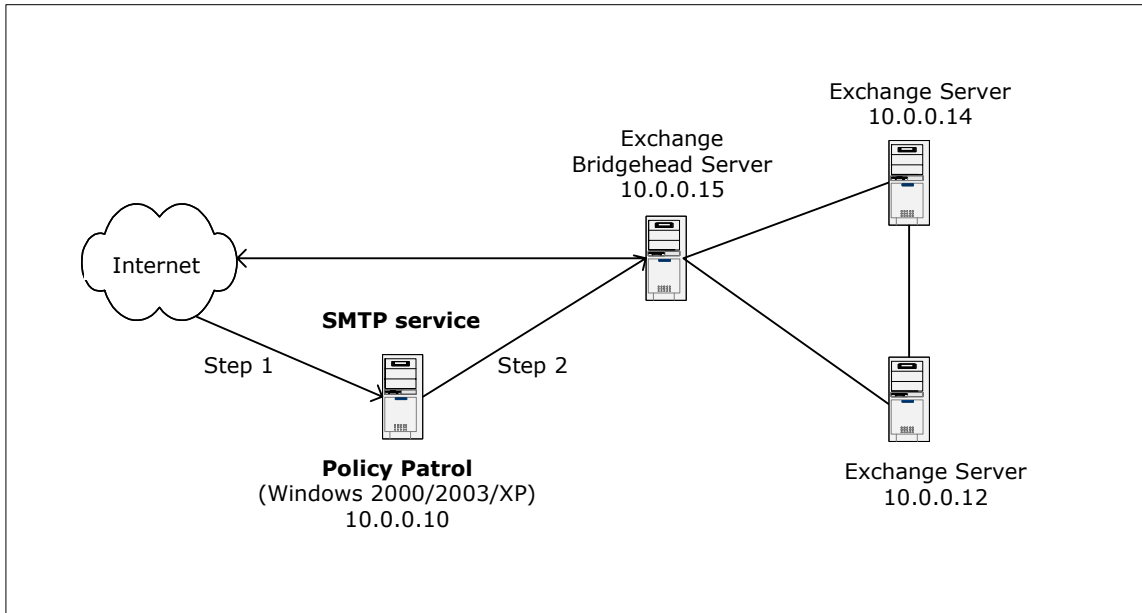 Exchange Server
10.0.0.14
Exchange
Bridgehead Server
10.0.0.15
Internet
SMTP service
Step 1
Step 2
Policy Patrol
(Windows 2000/2003/XP)
10.0.0.10
Exchange Server
10.0.0.12